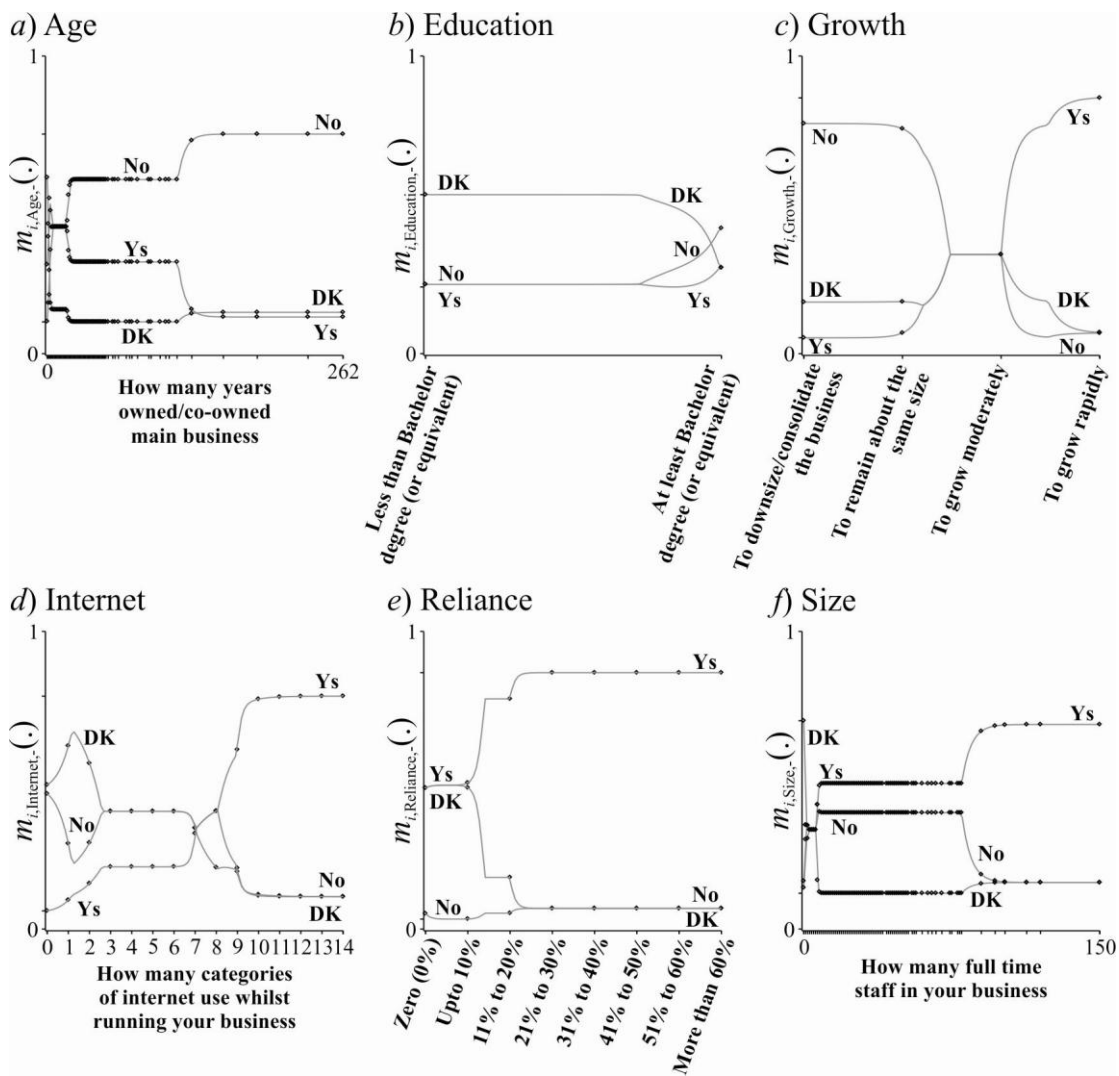 a) Age
1
m i,Age,- (.)
No
No
Ys
DK
DK
Ys
0
0
262
How many years
owned/co-owned
main business
b) Education
1
m i,Education,- (.)
DK
DK
No
No
Ys
Ys
0
Less than Bachelor
degree (or equivalent)
At least Bachelor
degree (or equivalent)
c) Growth
1
m i,Growth,- (.)
No
Ys
DK
DK
Ys
No
0
To downsize/consolidate
the business
To remain about the
same size
To grow moderately
To grow rapidly
d) Internet
1
m i,Internet,- (.)
Ys
DK
No
Ys
No
DK
0
0 1 2 3 4 5 6 7 8 9 10 11 12 13 14
How many categories
of internet use whilst
running your business
e) Reliance
1
m i,Reliance,- (.)
Ys
Ys
DK
No
No
DK
0
Zero (0%)
Upto 10%
11% to 20%
21% to 30%
31% to 40%
41% to 50%
51% to 60%
More than 60%
f) Size
1
m i,Size,- (.)
DK
Ys
Ys
No
No
DK
0
0
150
How many full time
staff in your business